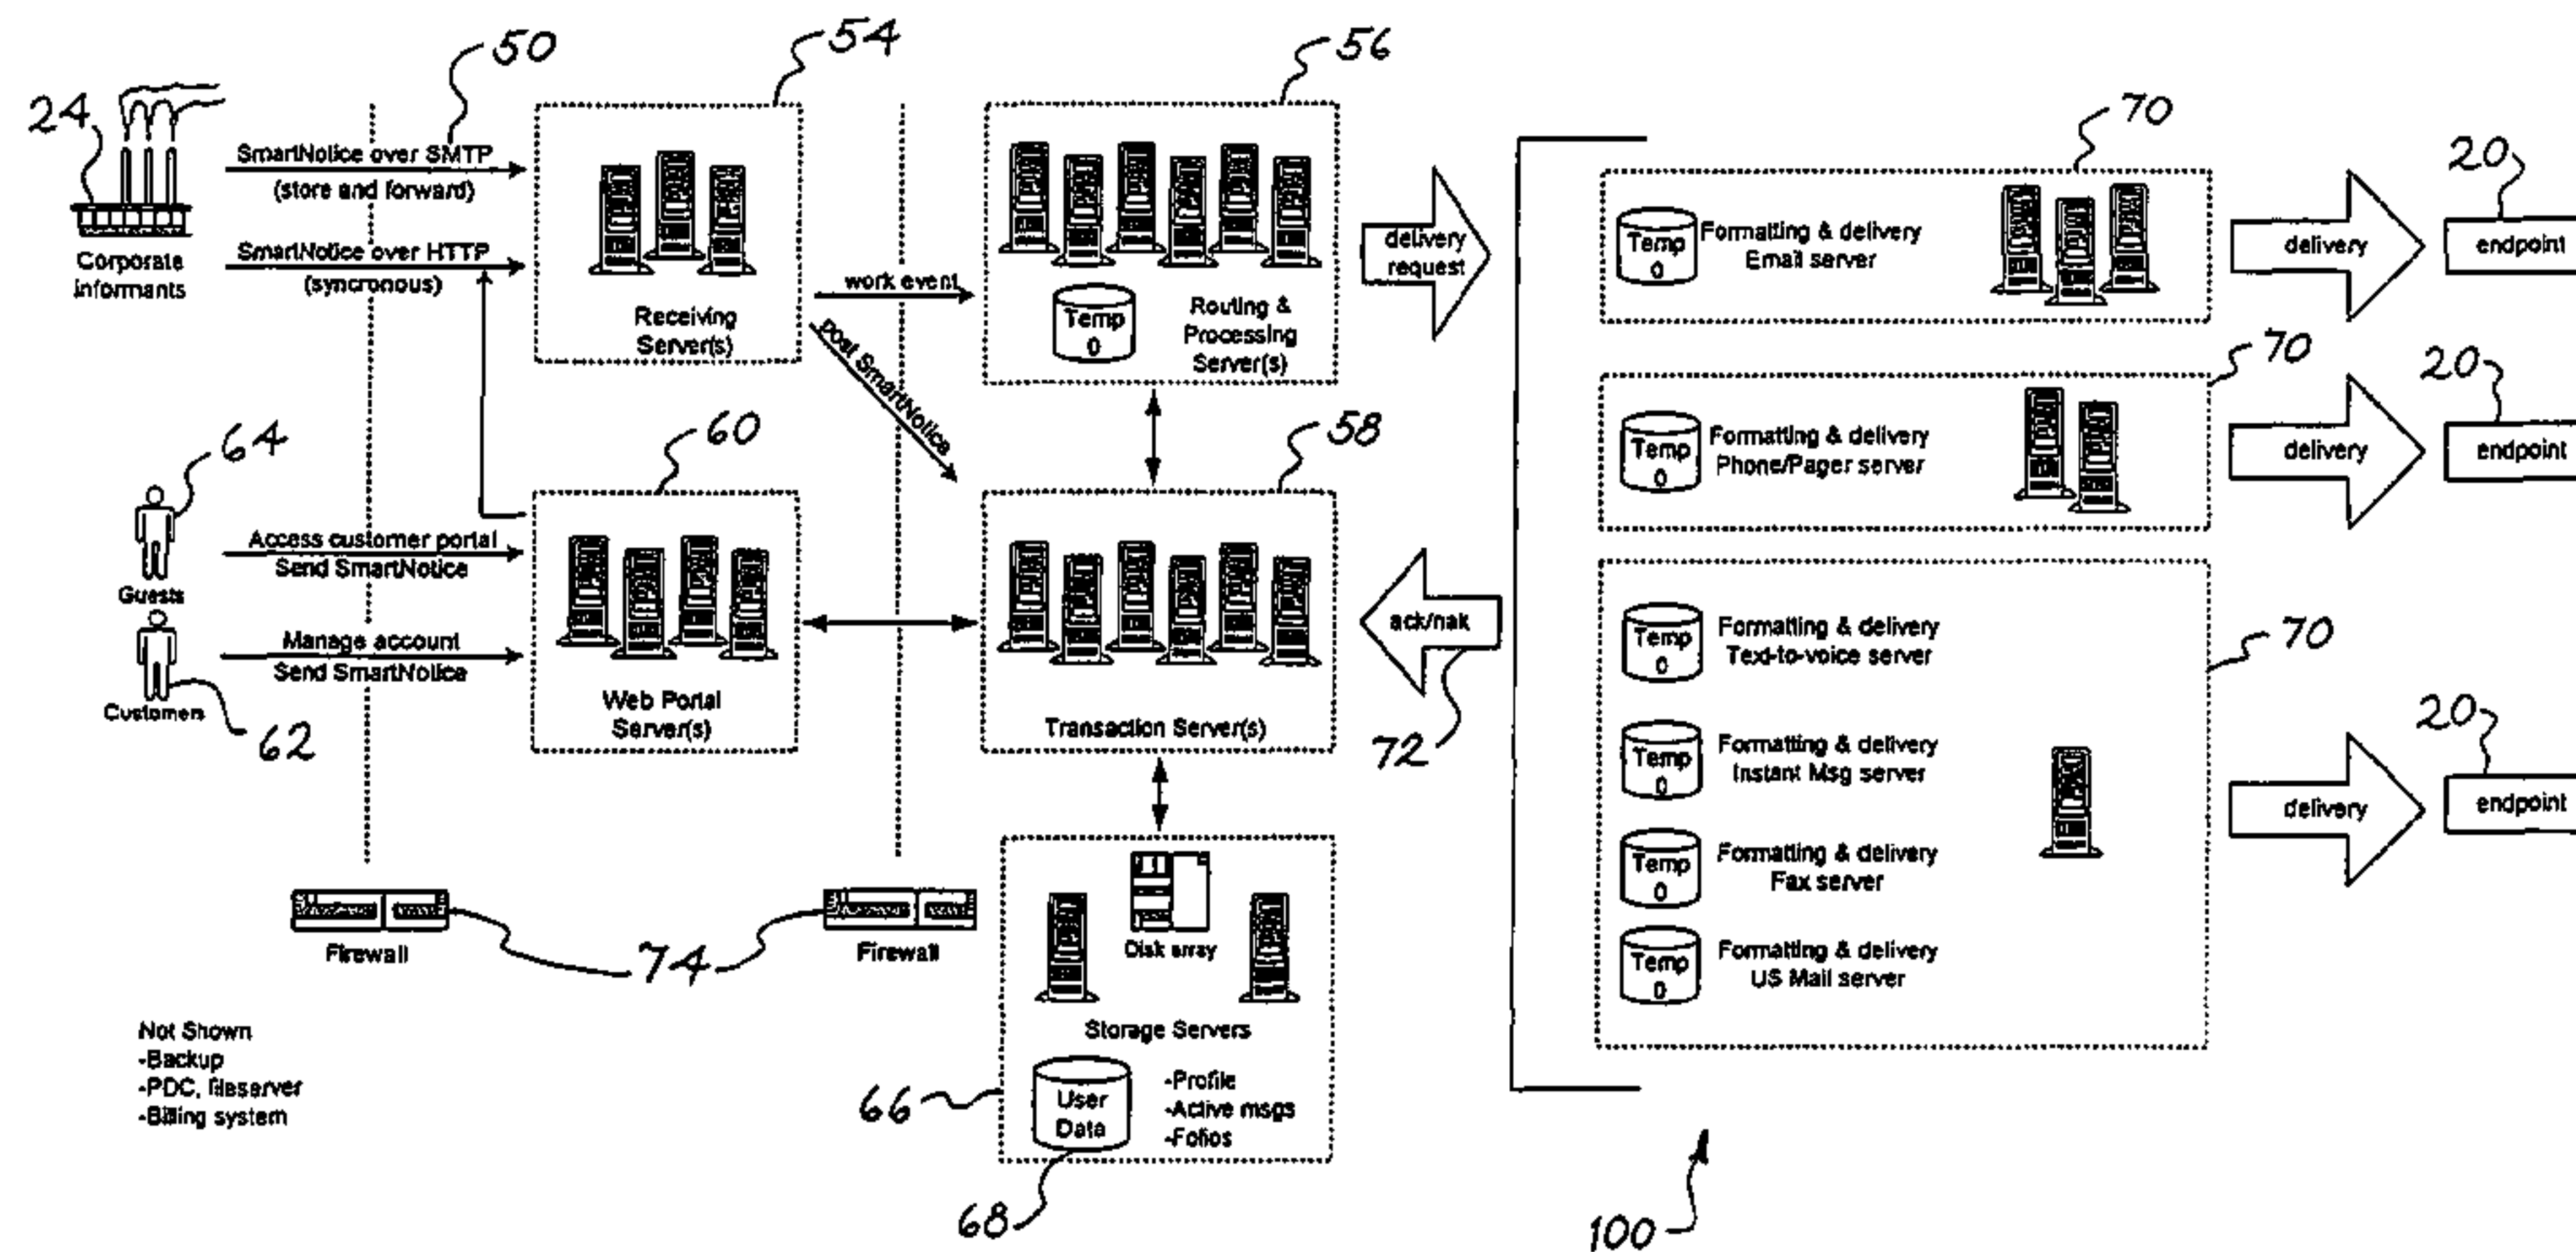 24
50
54
56
SmartNotice over SMTP
(store and forward)
SmartNotice over HTTP
(syncronous)
Corporate
Informants
Receiving
Server(s)
work event
post SmartNotice
Temp
0
Routing &
Processing
Server(s)
delivery
request
70
Temp
0
Formatting & delivery
Email server
delivery
20
endpoint
70
Temp
0
Formatting & delivery
Phone/Pager server
delivery
20
endpoint
64
Guests
Access customer portal
Send SmartNotice
Customers
62
Manage account
Send SmartNotice
60
Web Portal
Server(s)
58
Transaction Server(s)
ack/nak
72
70
Temp
0
Formatting & delivery
Text-to-voice server
Temp
0
Formatting & delivery
Instant Msg server
Temp
0
Formatting & delivery
Fax server
Temp
0
Formatting & delivery
US Mail server
delivery
20
endpoint
Firewall
74
Firewall
Disk array
Storage Servers
User
Data
-Profile
-Active msgs
-Folios
66
68
Not Shown
-Backup
-PDC, fileserver
-Billing system
100